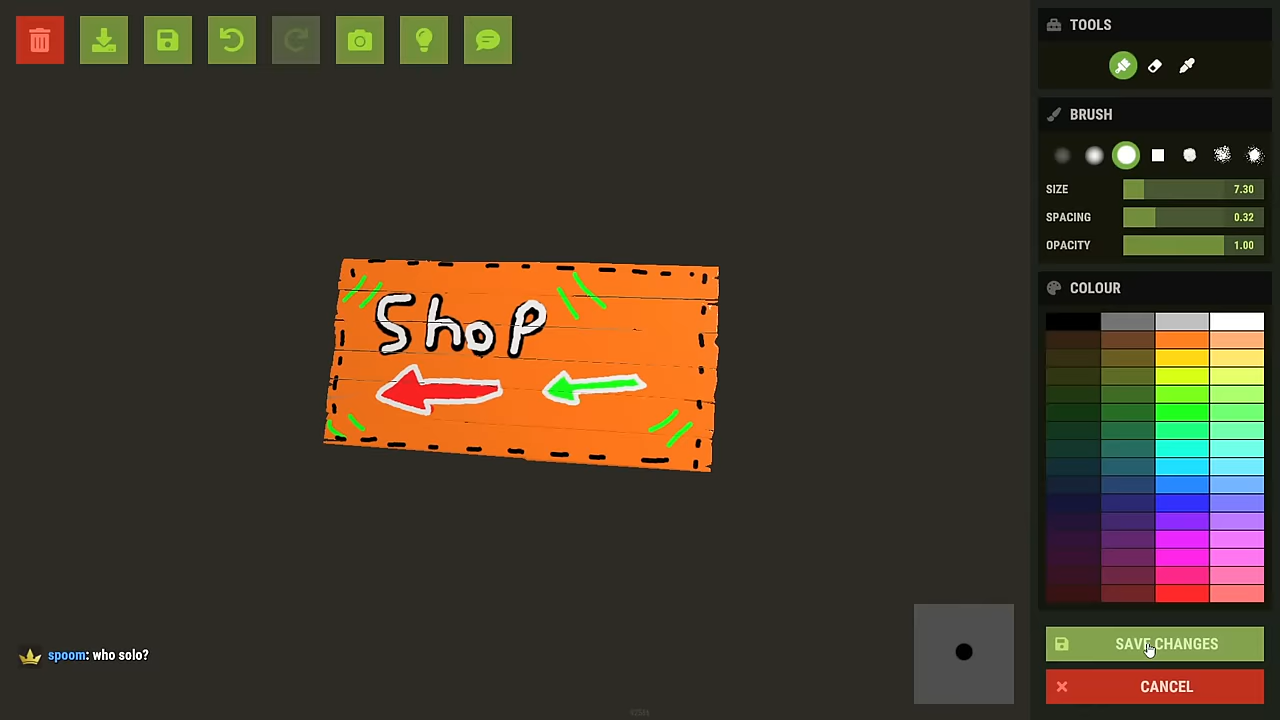 TOOLS
BRUSH
SIZE 7.30
SPACING 0.32
OPACITY 1.00
COLOUR
Shop
spoom: who solo?
SAVE CHANGES
CANCEL